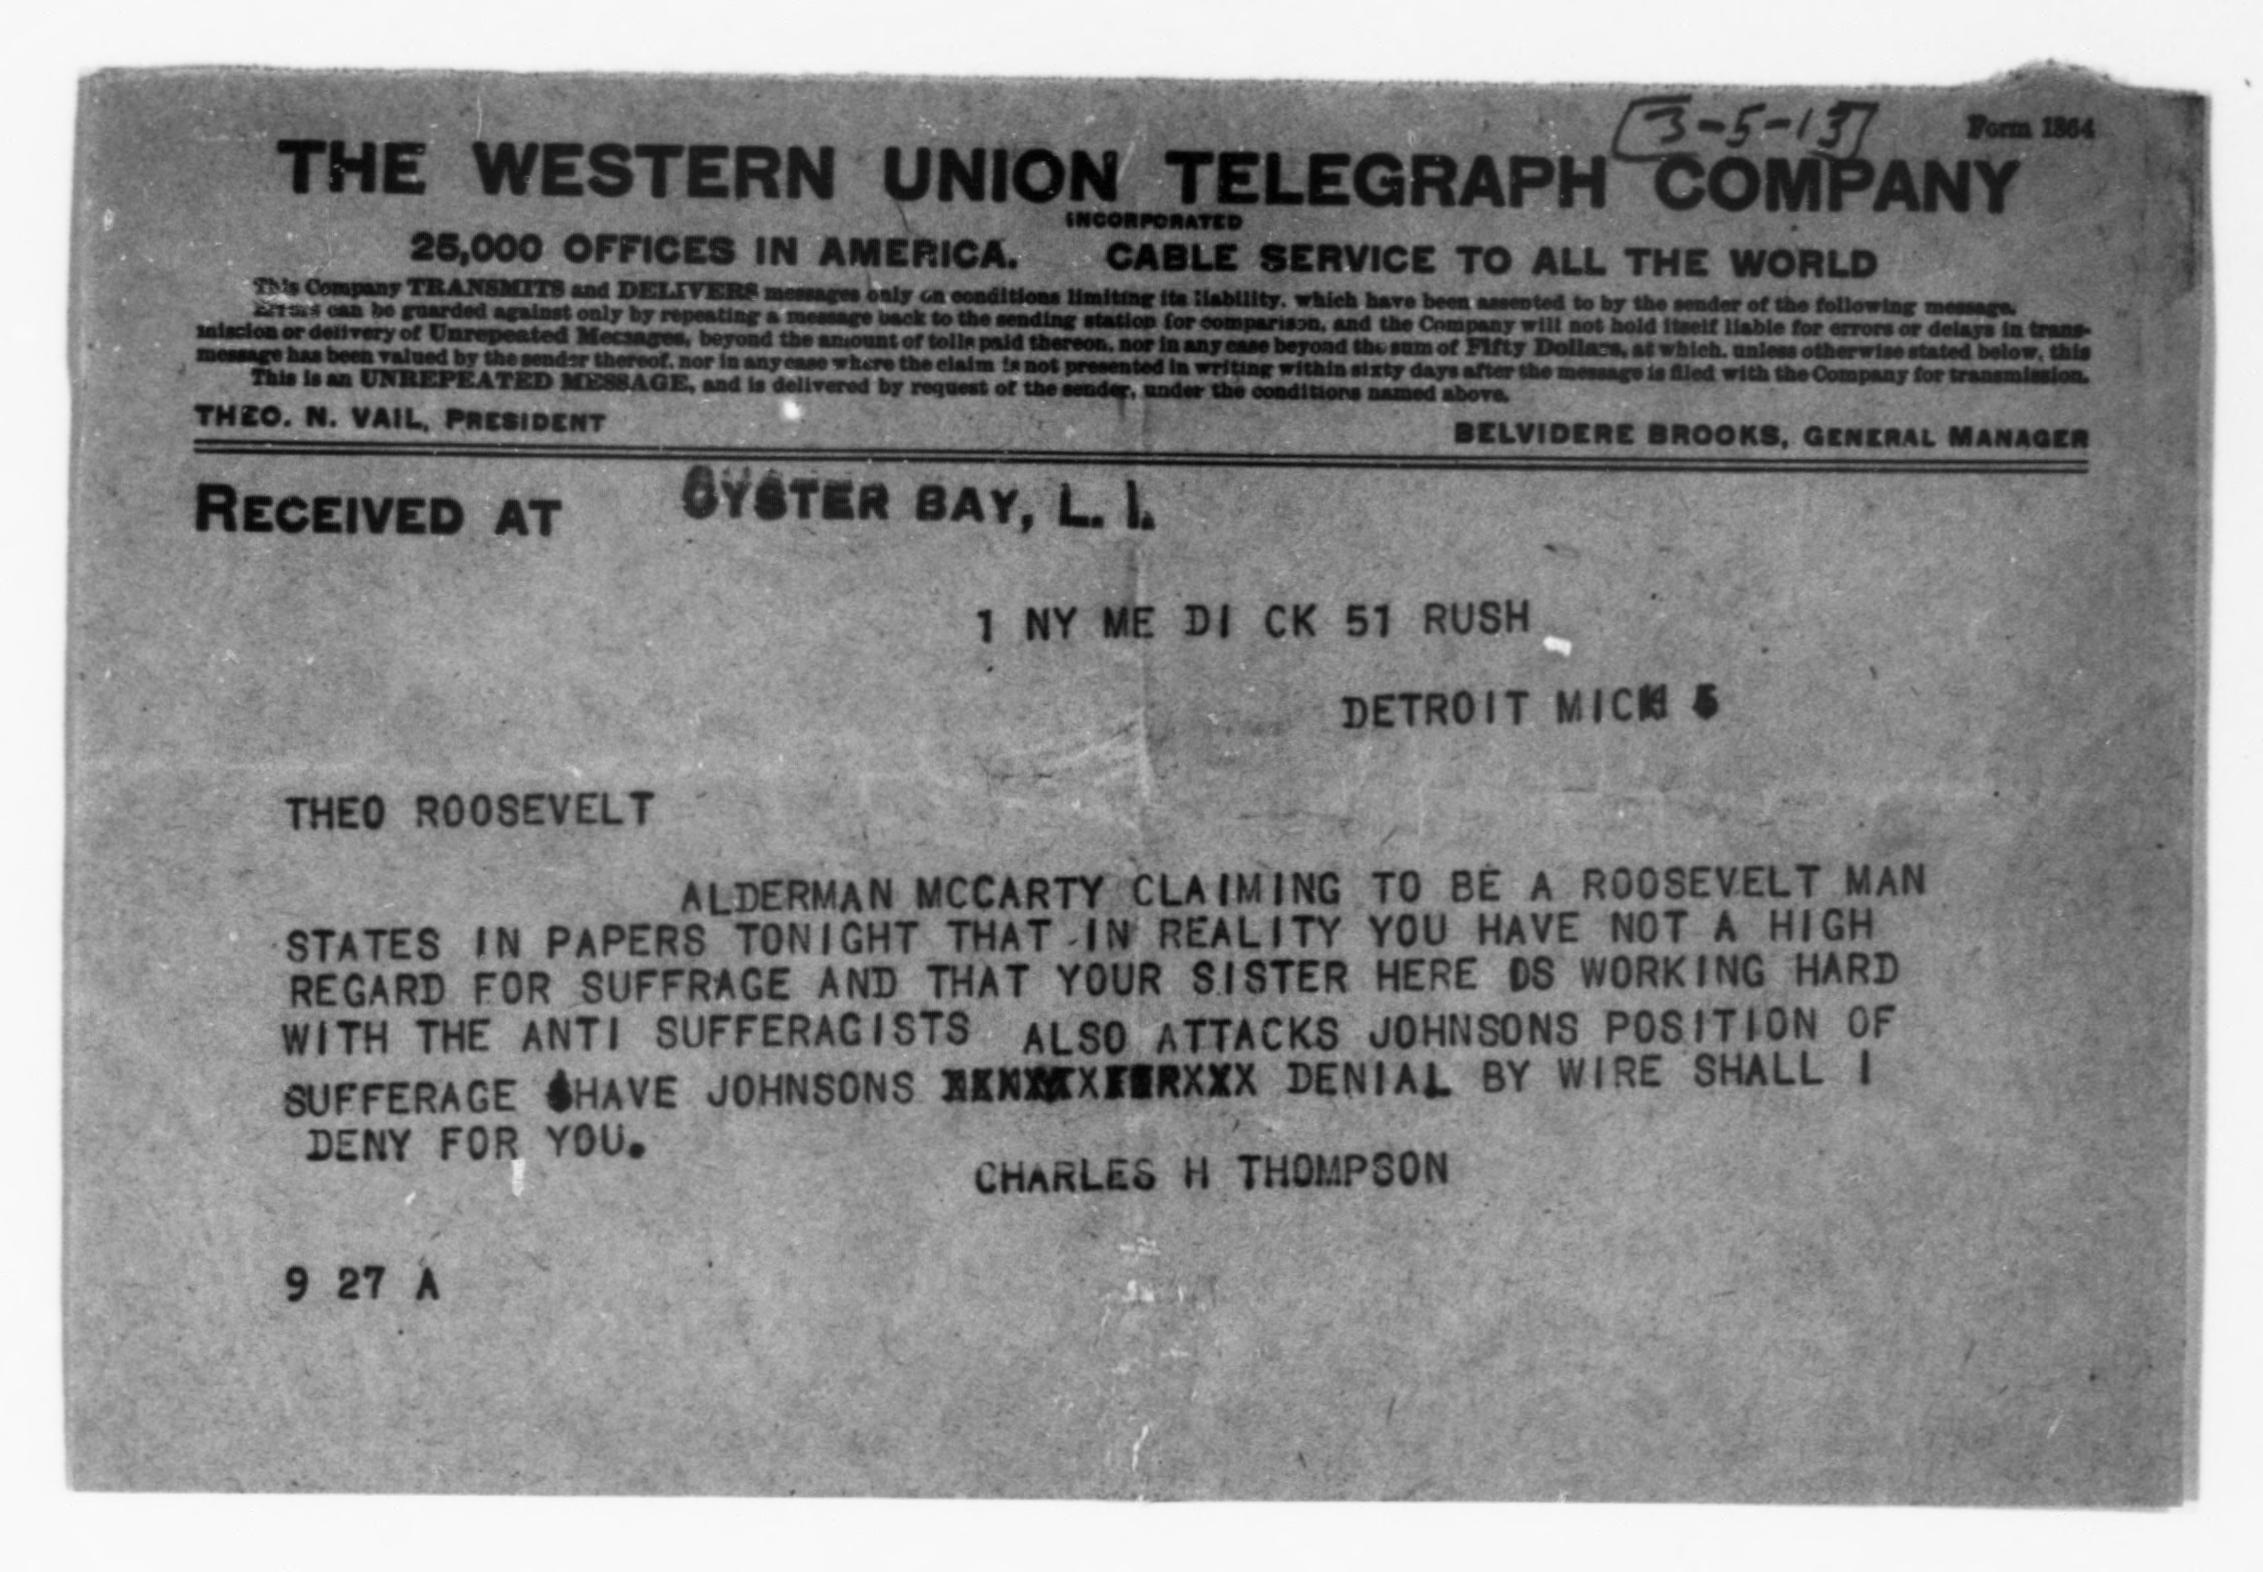 [3-5-13]
Form 1864
THE WESTERN UNION TELEGRAPH COMPANY
INCORPORATED
25,000 OFFICES IN AMERICA. CABLE SERVICE TO ALL THE WORLD
This Company TRANSMITS and DELIVERS messages only on conditions limiting its liability, which have been assented to by the sender of the following message.
Errors can be guarded against only by repeating a message back to the sending station for comparison, and the Company will not hold itself liable for errors or delays in trans-
mission or delivery of Unrepeated Messages, beyond the amount of tolls paid thereon, nor in any case beyond the sum of Fifty Dollars, at which, unless otherwise stated below, this
message has been valued by the sender thereof, nor in any case where the claim is not presented in writing within sixty days after the message is filed with the Company for transmission.
This is an UNREPEATED MESSAGE, and is delivered by request of the sender, under the conditions named above.
THEO. N. VAIL, PRESIDENT BELVIDERE BROOKS, GENERAL MANAGER
RECEIVED AT OYSTER BAY, L. I.
1 NY ME DI CK 51 RUSH
DETROIT MICH 5
THEO ROOSEVELT
ALDERMAN MCCARTY CLAIMING TO BE A ROOSEVELT MAN
STATES IN PAPERS TONIGHT THAT IN REALITY YOU HAVE NOT A HIGH
REGARD FOR SUFFRAGE AND THAT YOUR SISTER HERE DS WORKING HARD
WITH THE ANTI SUFFERAGISTS ALSO ATTACKS JOHNSONS POSITION OF
SUFFERAGE HAVE JOHNSONS DENIAL BY WIRE SHALL I
DENY FOR YOU.
CHARLES H THOMPSON
9 27 A